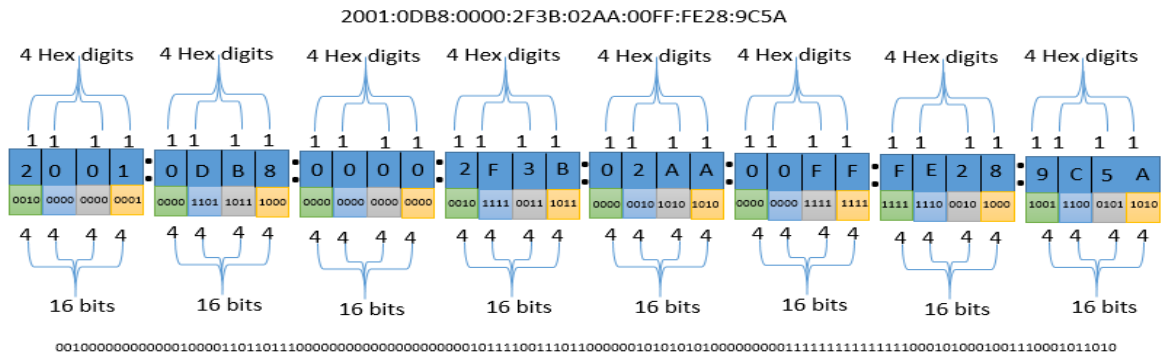 2001:0DB8:0000:2F3B:02AA:00FF:FE28:9C5A
4 Hex digits 4 Hex digits 4 Hex digits 4 Hex digits 4 Hex digits 4 Hex digits 4 Hex digits 4 Hex digits
1 1 1 1 1 1 1 1 1 1 1 1 1 1 1 1 1 1 1 1 1 1 1 1 1 1 1 1 1 1 1 1
2 0 0 1 : 0 D B 8 : 0 0 0 0 : 2 F 3 B : 0 2 A A : 0 0 F F : F E 2 8 : 9 C 5 A
0010 0000 0000 0001 0000 1101 1011 1000 0000 0000 0000 0000 0010 1111 0011 1011 0000 0010 1010 1010 0000 0000 1111 1111 1111 1110 0010 1000 1001 1100 0101 1010
4 4 4 4 4 4 4 4 4 4 4 4 4 4 4 4 4 4 4 4 4 4 4 4 4 4 4 4 4 4 4 4
16 bits 16 bits 16 bits 16 bits 16 bits 16 bits 16 bits 16 bits
00100000000000010000110110111000000000000000000000101111001110110000001010101010000000001111111111111110001010001001110001011010